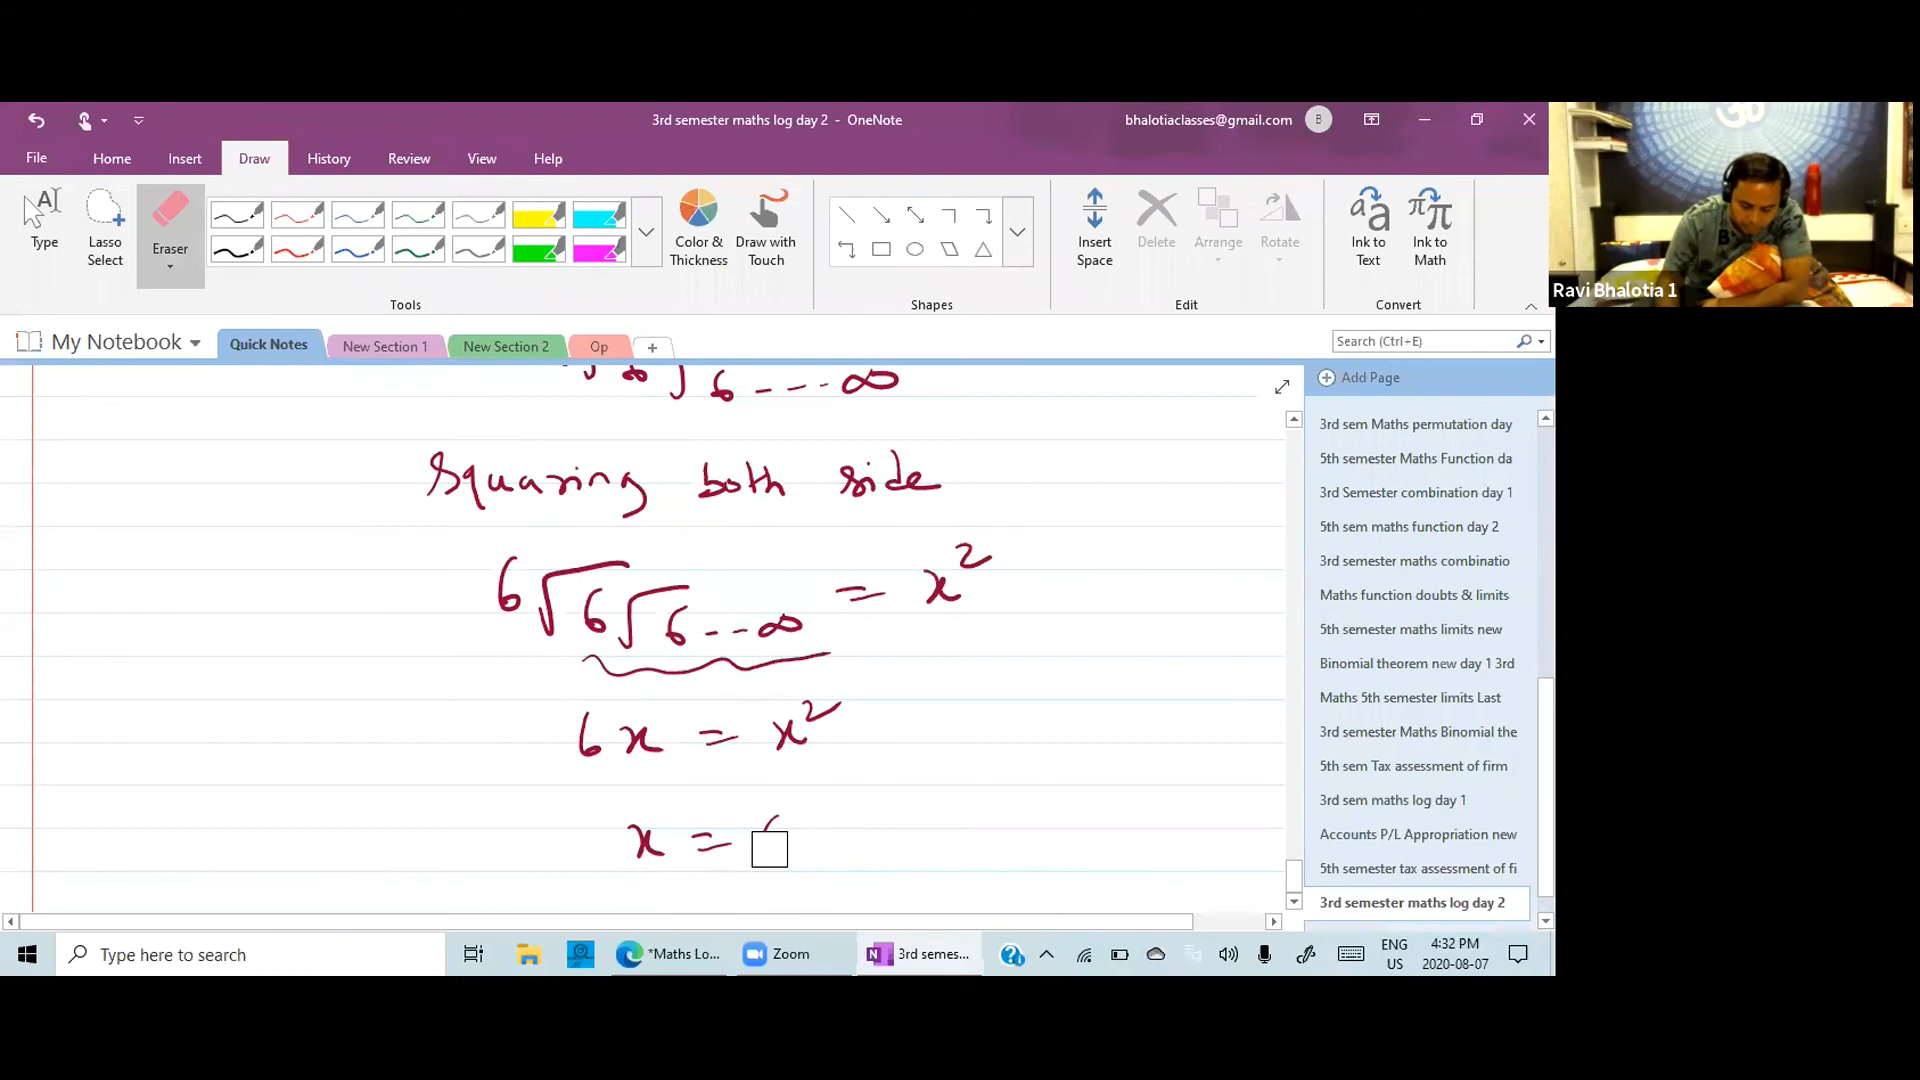 3rd semester maths log day 2 - OneNote
bhalotiaclasses@gmail.com B
File Home Insert Draw History Review View Help
Type
Lasso Select
Eraser
Color & Thickness
Draw with Touch
Insert Space
Delete
Arrange
Rotate
Ink to Text
Ink to Math
Tools Shapes Edit Convert
Ravi Bhalotia 1
My Notebook Quick Notes New Section 1 New Section 2 Op +
Search (Ctrl+E)
Add Page
3rd sem Maths permutation day
5th semester Maths Function da
3rd Semester combination day 1
5th sem maths function day 2
3rd semester maths combinatio
Maths function doubts & limits
5th semester maths limits new
Binomial theorem new day 1 3rd
Maths 5th semester limits Last
3rd semester Maths Binomial the
5th sem Tax assessment of firm
3rd sem maths log day 1
Accounts P/L Appropriation new
5th semester tax assessment of fi
3rd semester maths log day 2
6 - - - - ∞
Squaring both side
6√6√6 - - - ∞ = x²
6x = x²
x =
Type here to search
*Maths Lo...
Zoom
3rd semes...
ENG
US
4:32 PM
2020-08-07